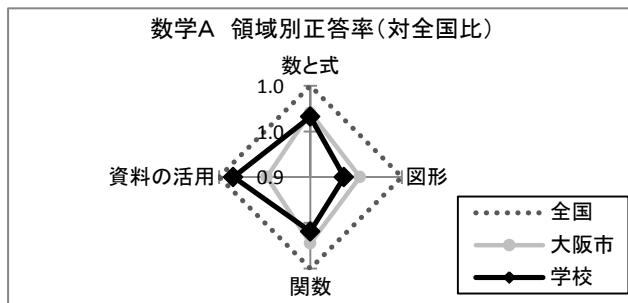 数学A 領域別正答率(対全国比)
数と式
1.0
1.0
資料の活用
0.9
図形
関数
全国
大阪市
学校